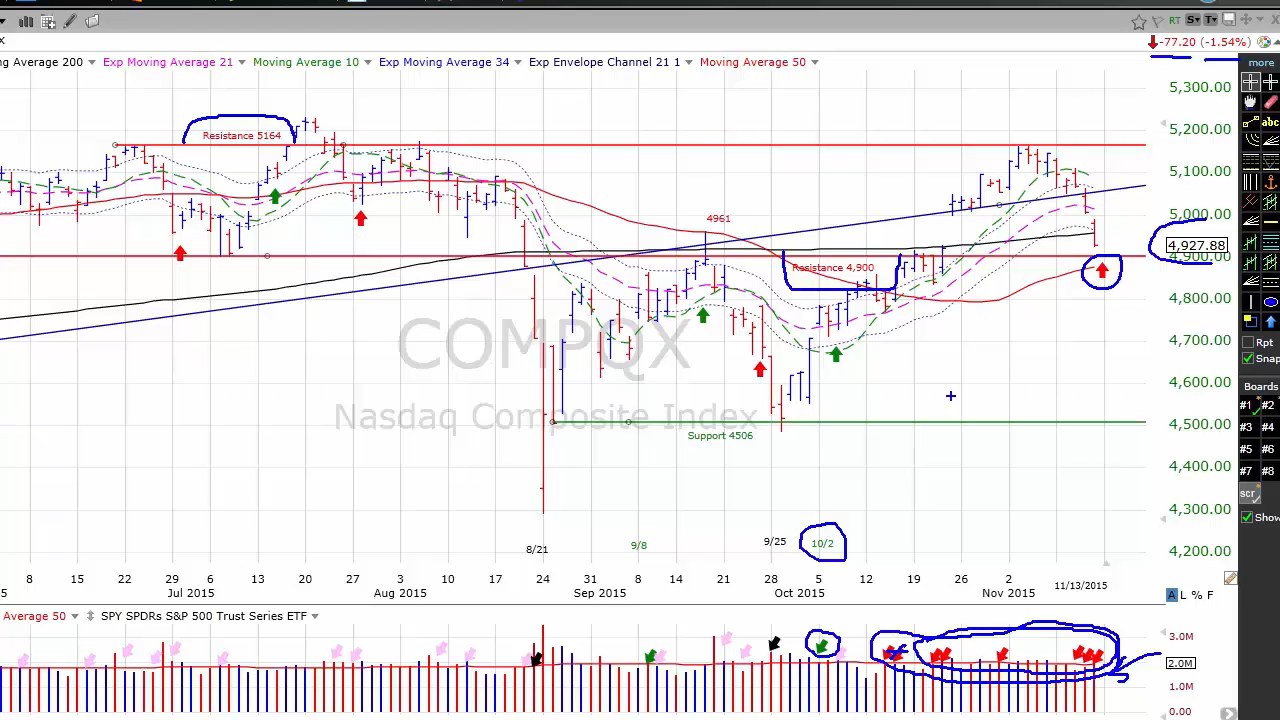 RT S▾ T▾
X
-77.20 (-1.54%)
ng Average 200 Exp Moving Average 21 Moving Average 10 Exp Moving Average 34 Exp Envelope Channel 21 1 Moving Average 50
more
5,300.00
Resistance 5164
5,200.00
abc
5,100.00
4961
5,000.00
4,927.88
4,900.00
Resistance 4,900
4,800.00
COMPQX
4,700.00
Rpt
Snap
4,600.00
Boards
Nasdaq Composite Index
#1 #2
4,500.00
#3 #4
Support 4506
#5 #6
4,400.00
#7 #8
scr
4,300.00
Show
8/21 9/8 9/25 10/2
4,200.00
8 15 22 29 6 13 20 27 3 10 17 24 31 8 14 21 28 5 12 19 26 2 11/13/2015
5 Jul 2015 Aug 2015 Sep 2015 Oct 2015 Nov 2015
A L % F
Average 50 SPY SPDRs S&P 500 Trust Series ETF
3.0M
2.0M
1.0M
0.00